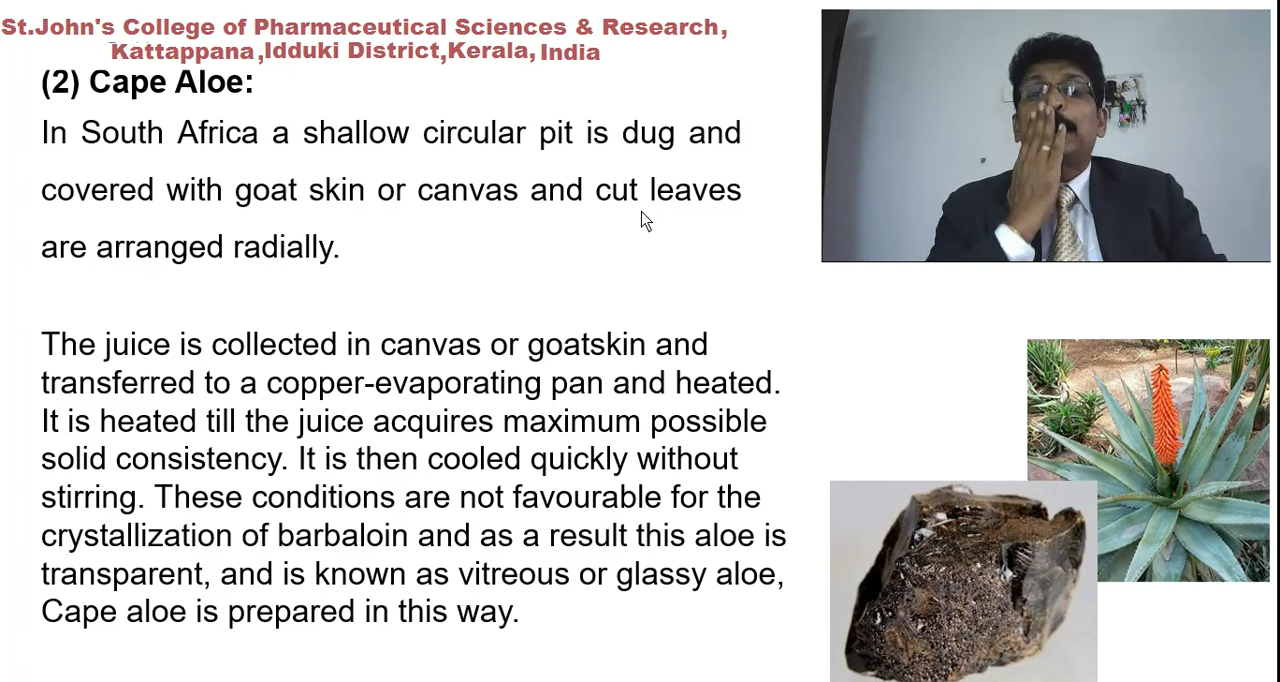 St.John's College of Pharmaceutical Sciences & Research,
Kattappana,Idduki District,Kerala, India
(2) Cape Aloe:
In South Africa a shallow circular pit is dug and
covered with goat skin or canvas and cut leaves
are arranged radially.
The juice is collected in canvas or goatskin and
transferred to a copper-evaporating pan and heated.
It is heated till the juice acquires maximum possible
solid consistency. It is then cooled quickly without
stirring. These conditions are not favourable for the
crystallization of barbaloin and as a result this aloe is
transparent, and is known as vitreous or glassy aloe,
Cape aloe is prepared in this way.